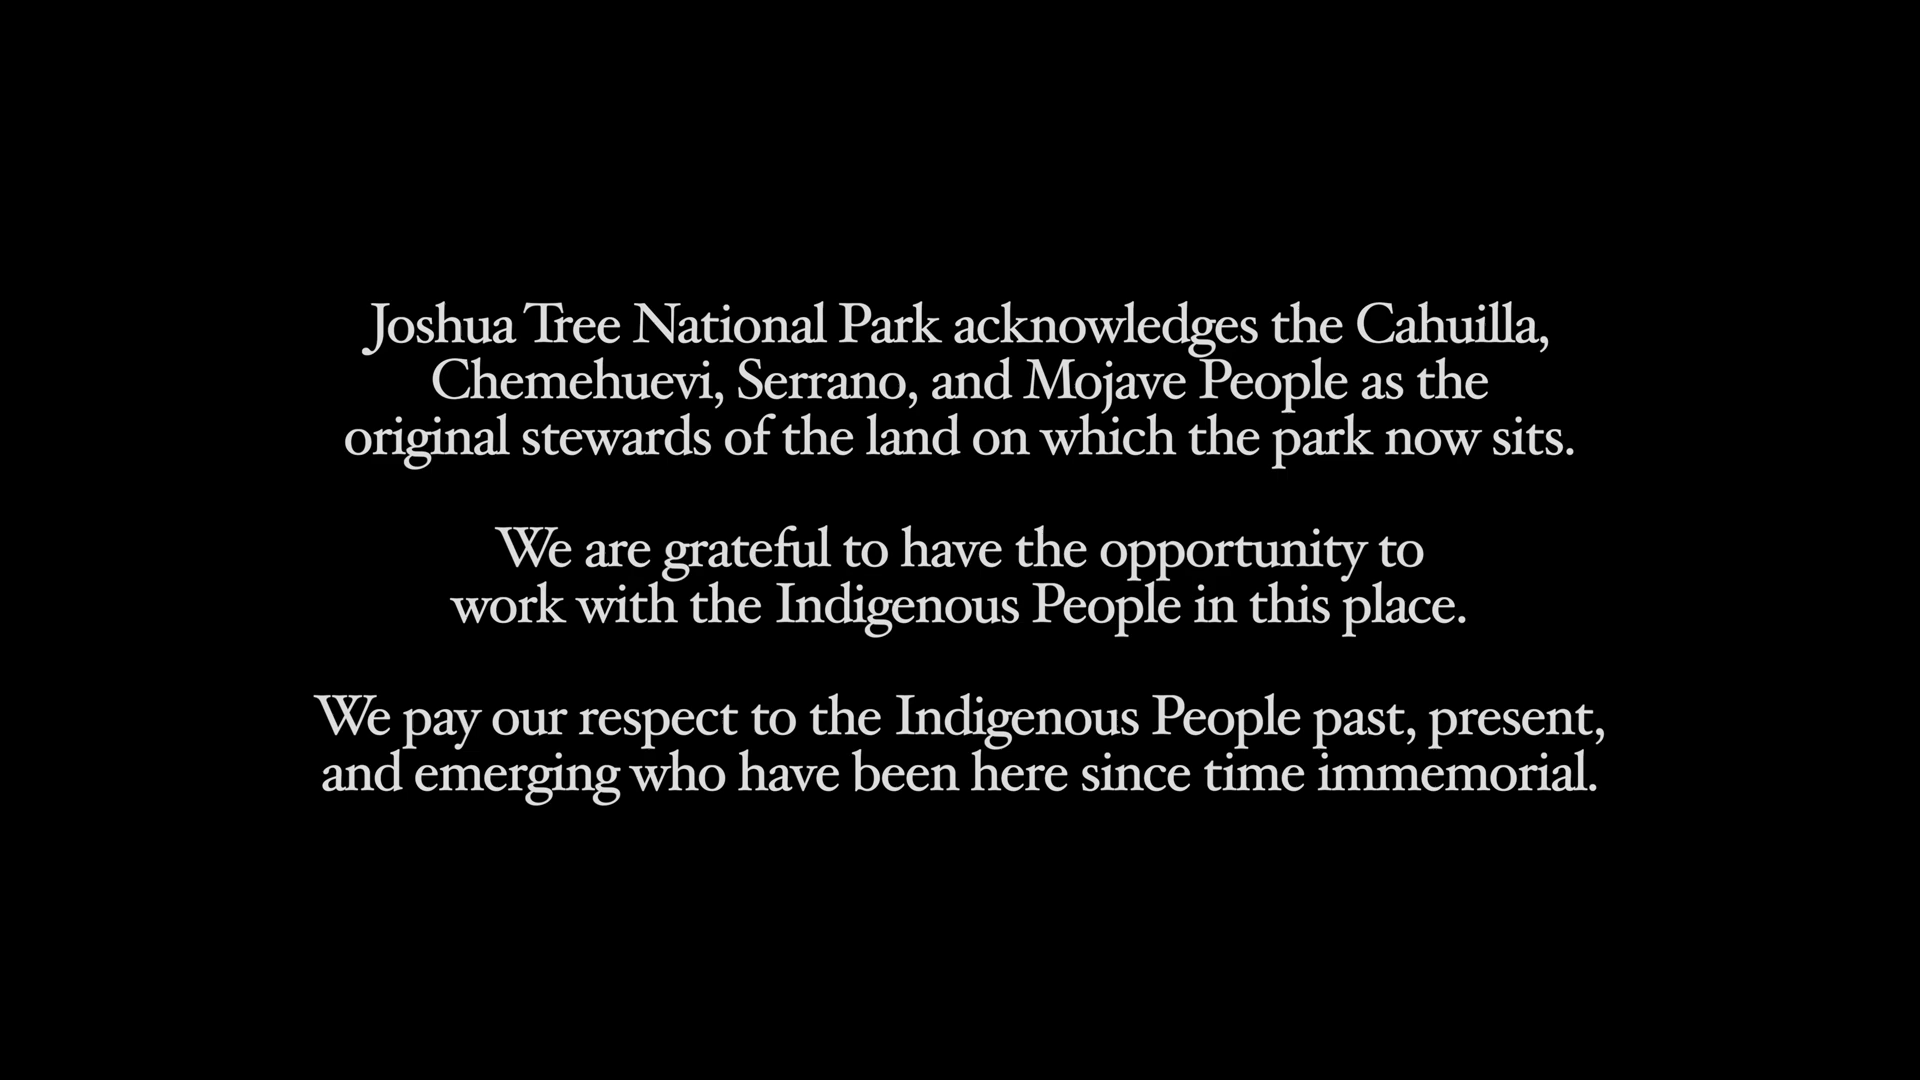 Joshua Tree National Park acknowledges the Cahuilla,
Chemehuevi, Serrano, and Mojave People as the
original stewards of the land on which the park now sits.
We are grateful to have the opportunity to
work with the Indigenous People in this place.
We pay our respect to the Indigenous People past, present,
and emerging who have been here since time immemorial.